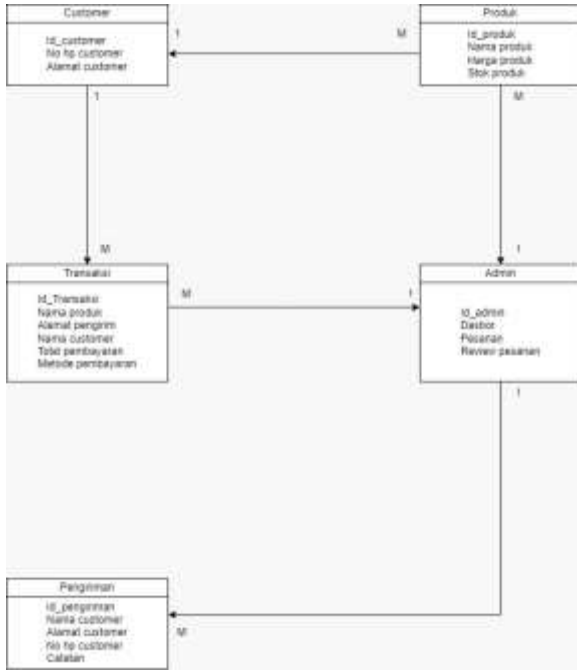 Customer
Id_customer
No hp customer
Alamat customer
1
M
Produk
Id_produk
Nama produk
Harga produk
Stok produk
1
M
M
1
Transaksi
Id_Transaksi
Nama produk
Alamat pengirim
Nama customer
Total pembayaran
Metode pembayaran
M
1
Admin
Id_admin
Dasbor
Pesanan
Review pesanan
1
Pengiriman
Id_pengiriman
Nama customer
Alamat customer
No hp customer
Catatan
M